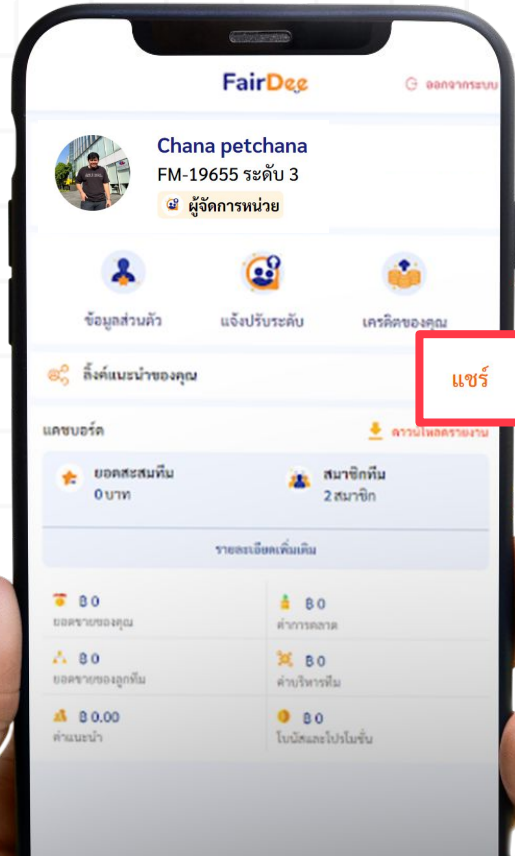 FairDee
ออกจากระบบ
Chana petchana
FM-19655 ระดับ 3
ผู้จัดการหน่วย
ข้อมูลส่วนตัว
แจ้งปรับระดับ
เครดิตของคุณ
ลิ้งค์แนะนำของคุณ
แชร์
แดชบอร์ด
ดาวน์โหลดรายงาน
ยอดสะสมทีม
0 บาท
สมาชิกทีม
2 สมาชิก
รายละเอียดเพิ่มเติม
฿ 0
ยอดขายของคุณ
฿ 0
ค่าการตลาด
฿ 0
ยอดขายของลูกทีม
฿ 0
ค่าบริหารทีม
฿ 0.00
ค่าแนะนำ
฿ 0
โบนัสและโปรโมชั่น